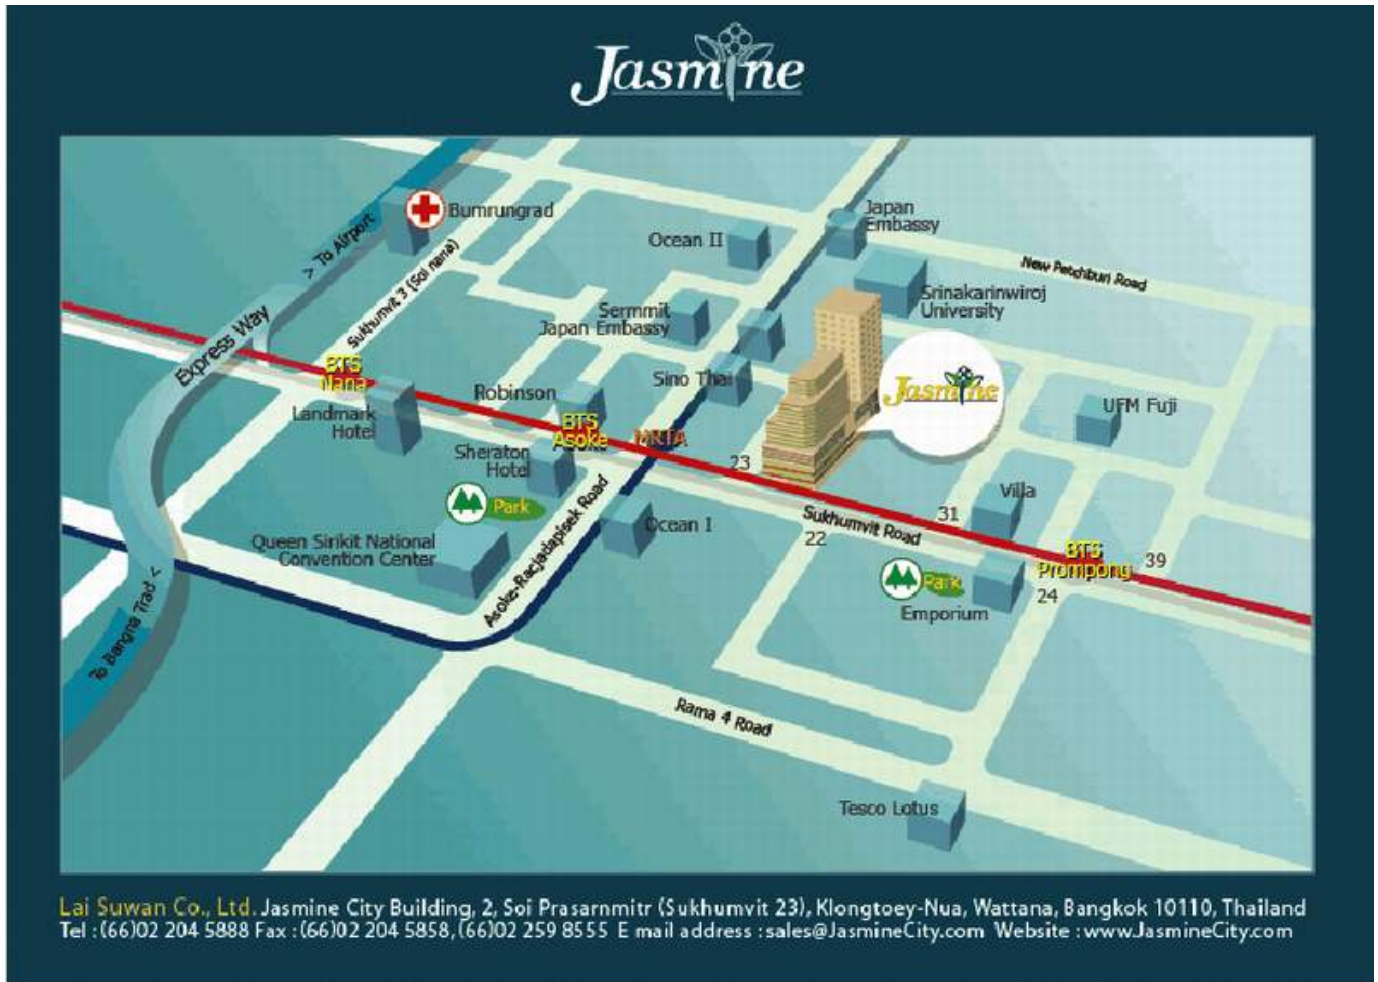 Jasmine
Bumrungrad
Japan
Embassy
Ocean II
> To Airport
Sukhumvit 3 (Soi nana)
New Petchburi Road
Srinakarinwiroj
University
Sermmit
Japan Embassy
Express Way
BTS
Nana
Robinson
Sino Thai
Jasmine
UFM Fuji
Landmark
Hotel
BTS
Asoke
MRTA
Sheraton
Hotel
23
Park
Villa
31
Sukhumvit Road
22
Ocean I
Queen Sirikit National
Convention Center
Asoke-Racjadapisek Road
BTS
Prompong
39
Park
24
Emporium
To Bangna Trad <
Rama 4 Road
Tesco Lotus
Lai Suwan Co., Ltd. Jasmine City Building, 2, Soi Prasarnmitr (Sukhumvit 23), Klongtoey-Nua, Wattana, Bangkok 10110, Thailand
Tel : (66)02 204 5888 Fax : (66)02 204 5858, (66)02 259 8555 E mail address : sales@JasmineCity.com Website : www.JasmineCity.com